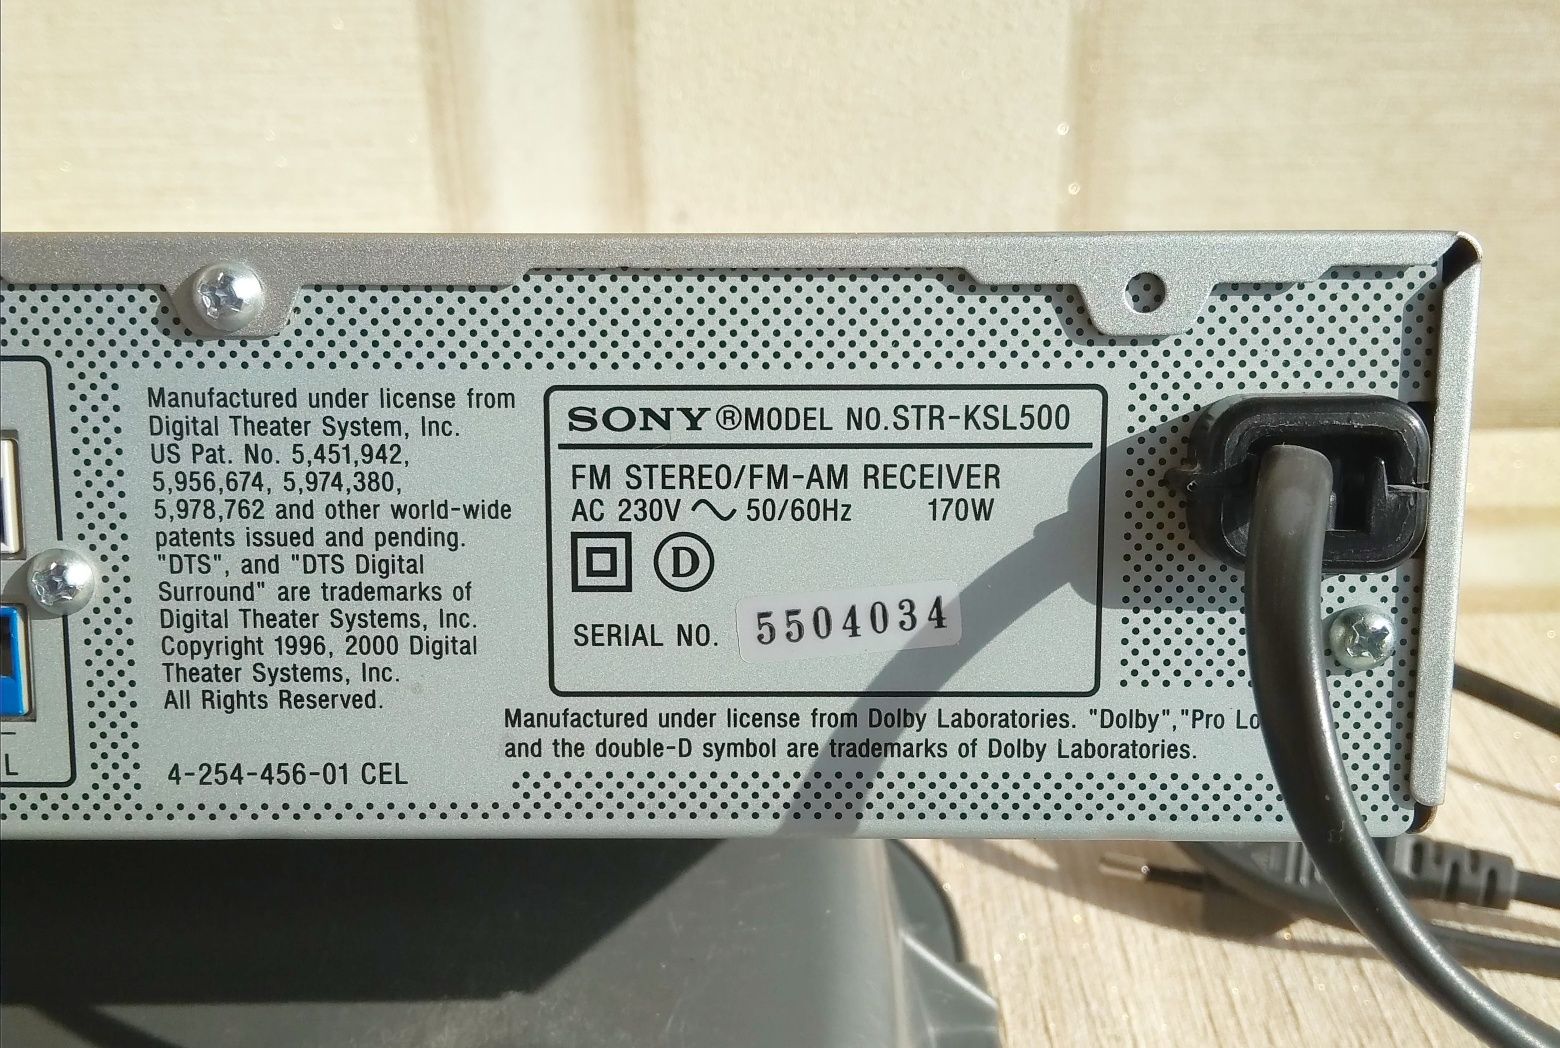 Manufactured under license from
Digital Theater System, Inc.
US Pat. No. 5,451,942,
5,956,674, 5,974,380,
5,978,762 and other world-wide
patents issued and pending.
"DTS", and "DTS Digital
Surround" are trademarks of
Digital Theater Systems, Inc.
Copyright 1996, 2000 Digital
Theater Systems, Inc.
All Rights Reserved.
4-254-456-01 CEL
L
SONY®MODEL NO.STR-KSL500
FM STEREO/FM-AM RECEIVER
AC 230V ~ 50/60Hz 170W
D
SERIAL NO. 5504034
Manufactured under license from Dolby Laboratories. "Dolby","Pro
and the double-D symbol are trademarks of Dolby Laboratories.